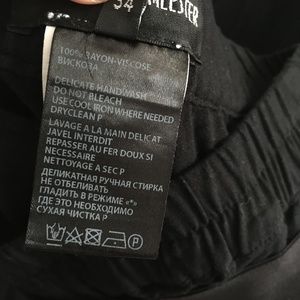 34
MEESTER
100% RAYON-VISCOSE
ВИСКОЗА
DELICATE HANDWASH
DO NOT BLEACH
USE COOL IRON WHERE NEEDED
DRYCLEAN P
LAVAGE A LA MAIN DELICAT
JAVEL INTERDIT
REPASSER AU FER DOUX SI
NECESSAIRE
NETTOYAGE A SEC P
ДЕЛИКАТНАЯ РУЧНАЯ СТИРКА
НЕ ОТБЕЛИВАТЬ
ГЛАДИТЬ В РЕЖИМЕ «•»
ГДЕ ЭТО НЕОБХОДИМО
СУХАЯ ЧИСТКА P
P